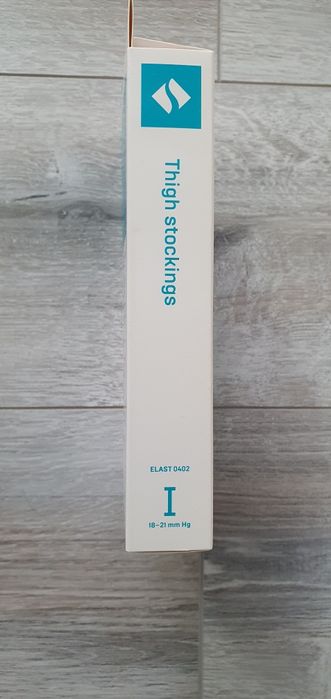 Thigh stockings
ELAST 0402
I
18–21 mm Hg